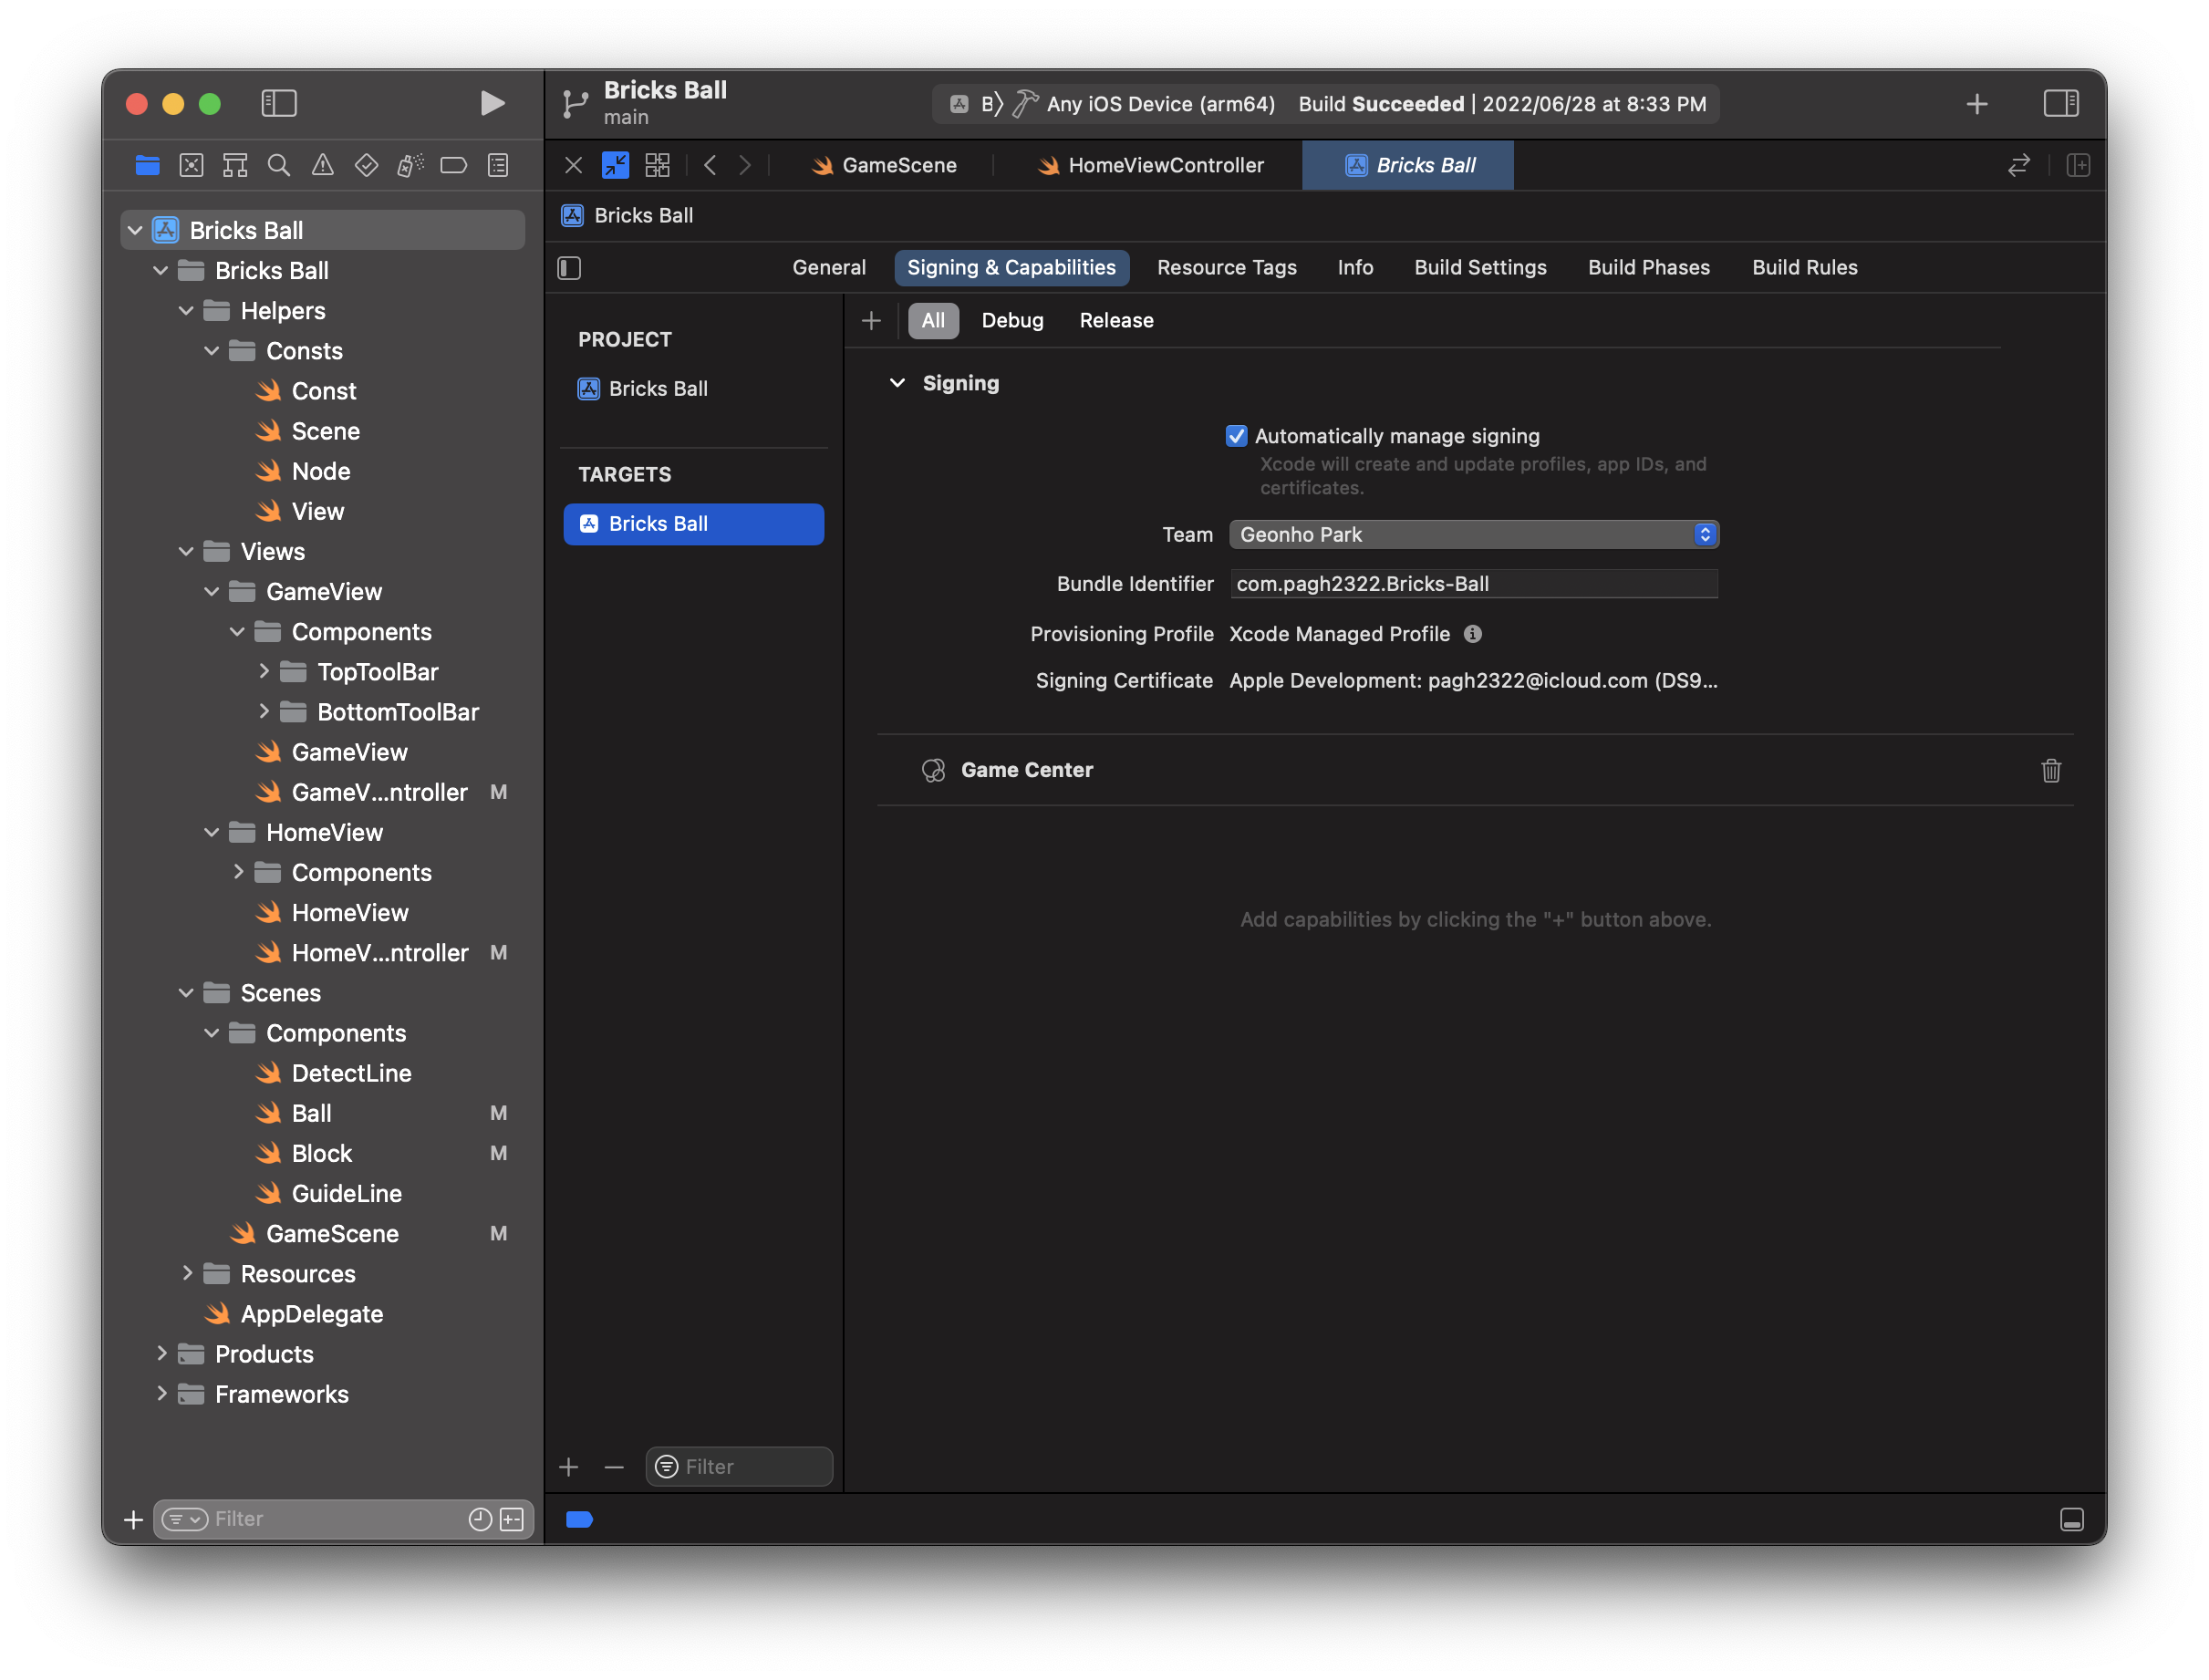 Bricks Ball
main
B
Any iOS Device (arm64)
Build Succeeded | 2022/06/28 at 8:33 PM
GameScene
HomeViewController
Bricks Ball
Bricks Ball
Bricks Ball
Helpers
Consts
Const
Scene
Node
View
Views
GameView
Components
TopToolBar
BottomToolBar
GameView
GameV...ntroller M
HomeView
Components
HomeView
HomeV...ntroller M
Scenes
Components
DetectLine
Ball M
Block M
GuideLine
GameScene M
Resources
AppDelegate
Products
Frameworks
Filter
Bricks Ball
General
Signing & Capabilities
Resource Tags
Info
Build Settings
Build Phases
Build Rules
PROJECT
Bricks Ball
TARGETS
Bricks Ball
Filter
All
Debug
Release
Signing
Automatically manage signing
Xcode will create and update profiles, app IDs, and
certificates.
Team Geonho Park
Bundle Identifier com.pagh2322.Bricks-Ball
Provisioning Profile Xcode Managed Profile
Signing Certificate Apple Development: pagh2322@icloud.com (DS9...
Game Center
Add capabilities by clicking the "+" button above.